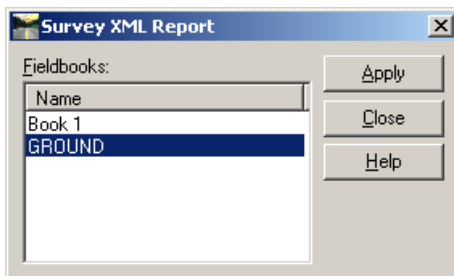 Survey XML Report
Fieldbooks:
Name
Book 1
GROUND
Apply
Close
Help